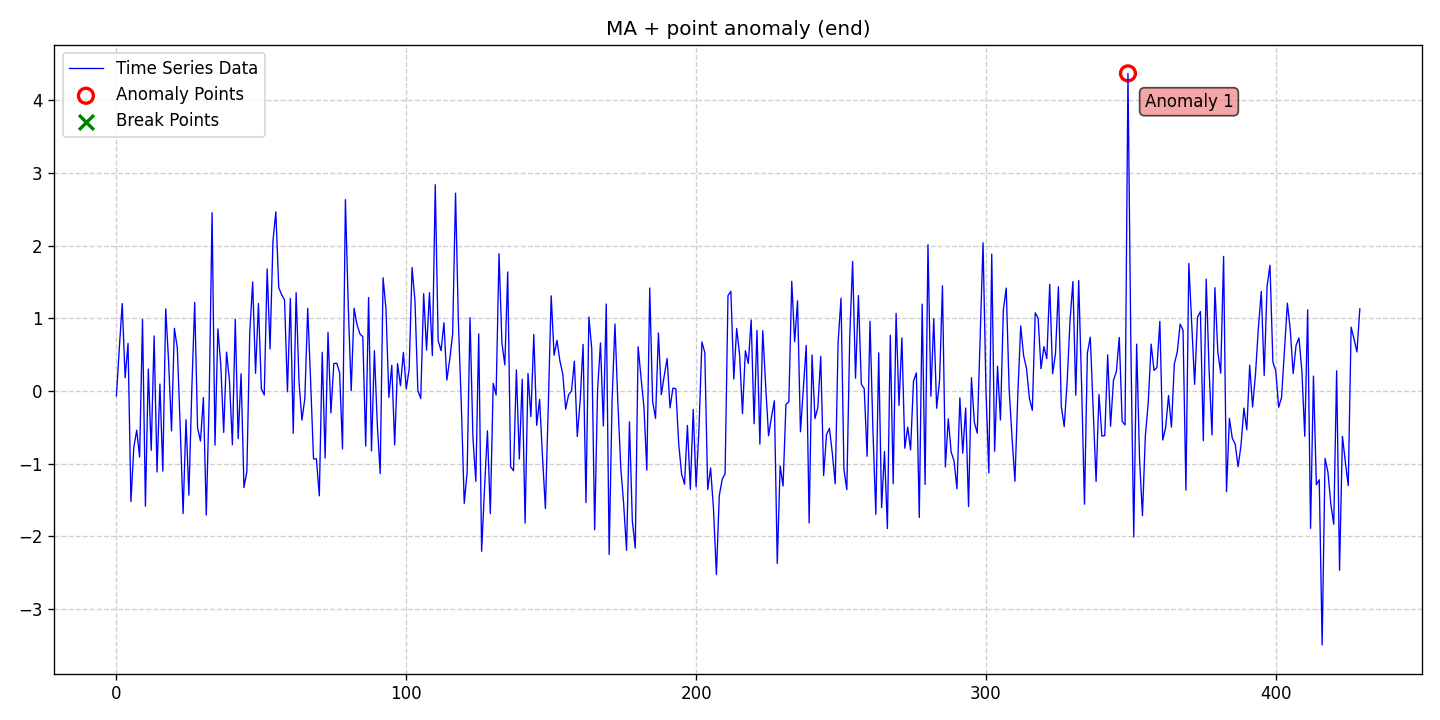 MA + point anomaly (end)
Time Series Data
Anomaly Points
Break Points
Anomaly 1
4
3
2
1
0
−1
−2
−3
0
100
200
300
400